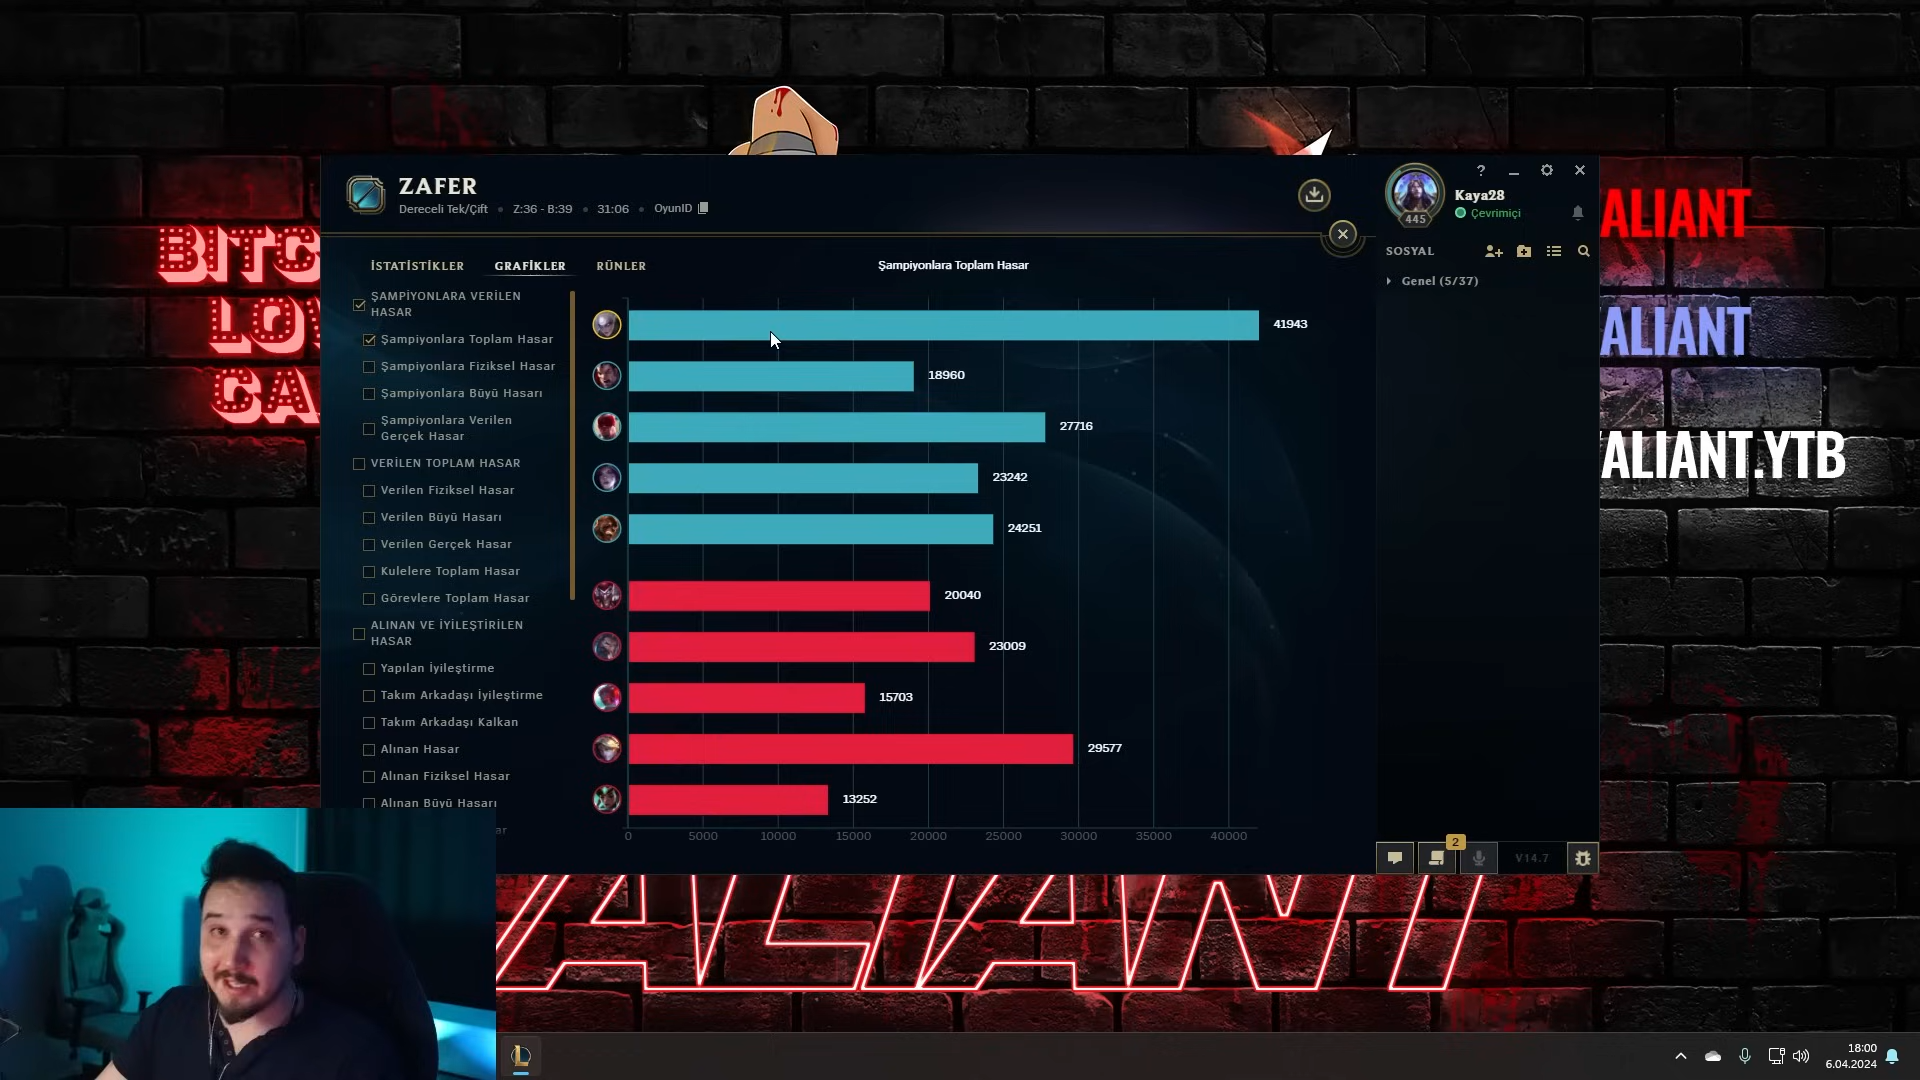 ZAFER
Dereceli Tek/Çift • Z:36 - B:39 • 31:06 • OyunID
İSTATİSTİKLER GRAFİKLER RÜNLER
Şampiyonlara Toplam Hasar
ŞAMPİYONLARA VERİLEN
HASAR
Şampiyonlara Toplam Hasar
Şampiyonlara Fiziksel Hasar
Şampiyonlara Büyü Hasarı
Şampiyonlara Verilen
Gerçek Hasar
VERİLEN TOPLAM HASAR
Verilen Fiziksel Hasar
Verilen Büyü Hasarı
Verilen Gerçek Hasar
Kulelere Toplam Hasar
Görevlere Toplam Hasar
ALINAN VE İYİLEŞTİRİLEN
HASAR
Yapılan İyileştirme
Takım Arkadaşı İyileştirme
Takım Arkadaşı Kalkan
Alınan Hasar
Alınan Fiziksel Hasar
Alınan Büyü Hasarı
41943
18960
27716
23242
24251
20040
23009
15703
29577
13252
0 5000 10000 15000 20000 25000 30000 35000 40000
?
445
Kaya28
Çevrimiçi
SOSYAL
Genel (5/37)
2
V14.7
BITC
LOV
GA
ALIANT
ALIANT
ALIANT.YTB
ALIANT
18:00
6.04.2024